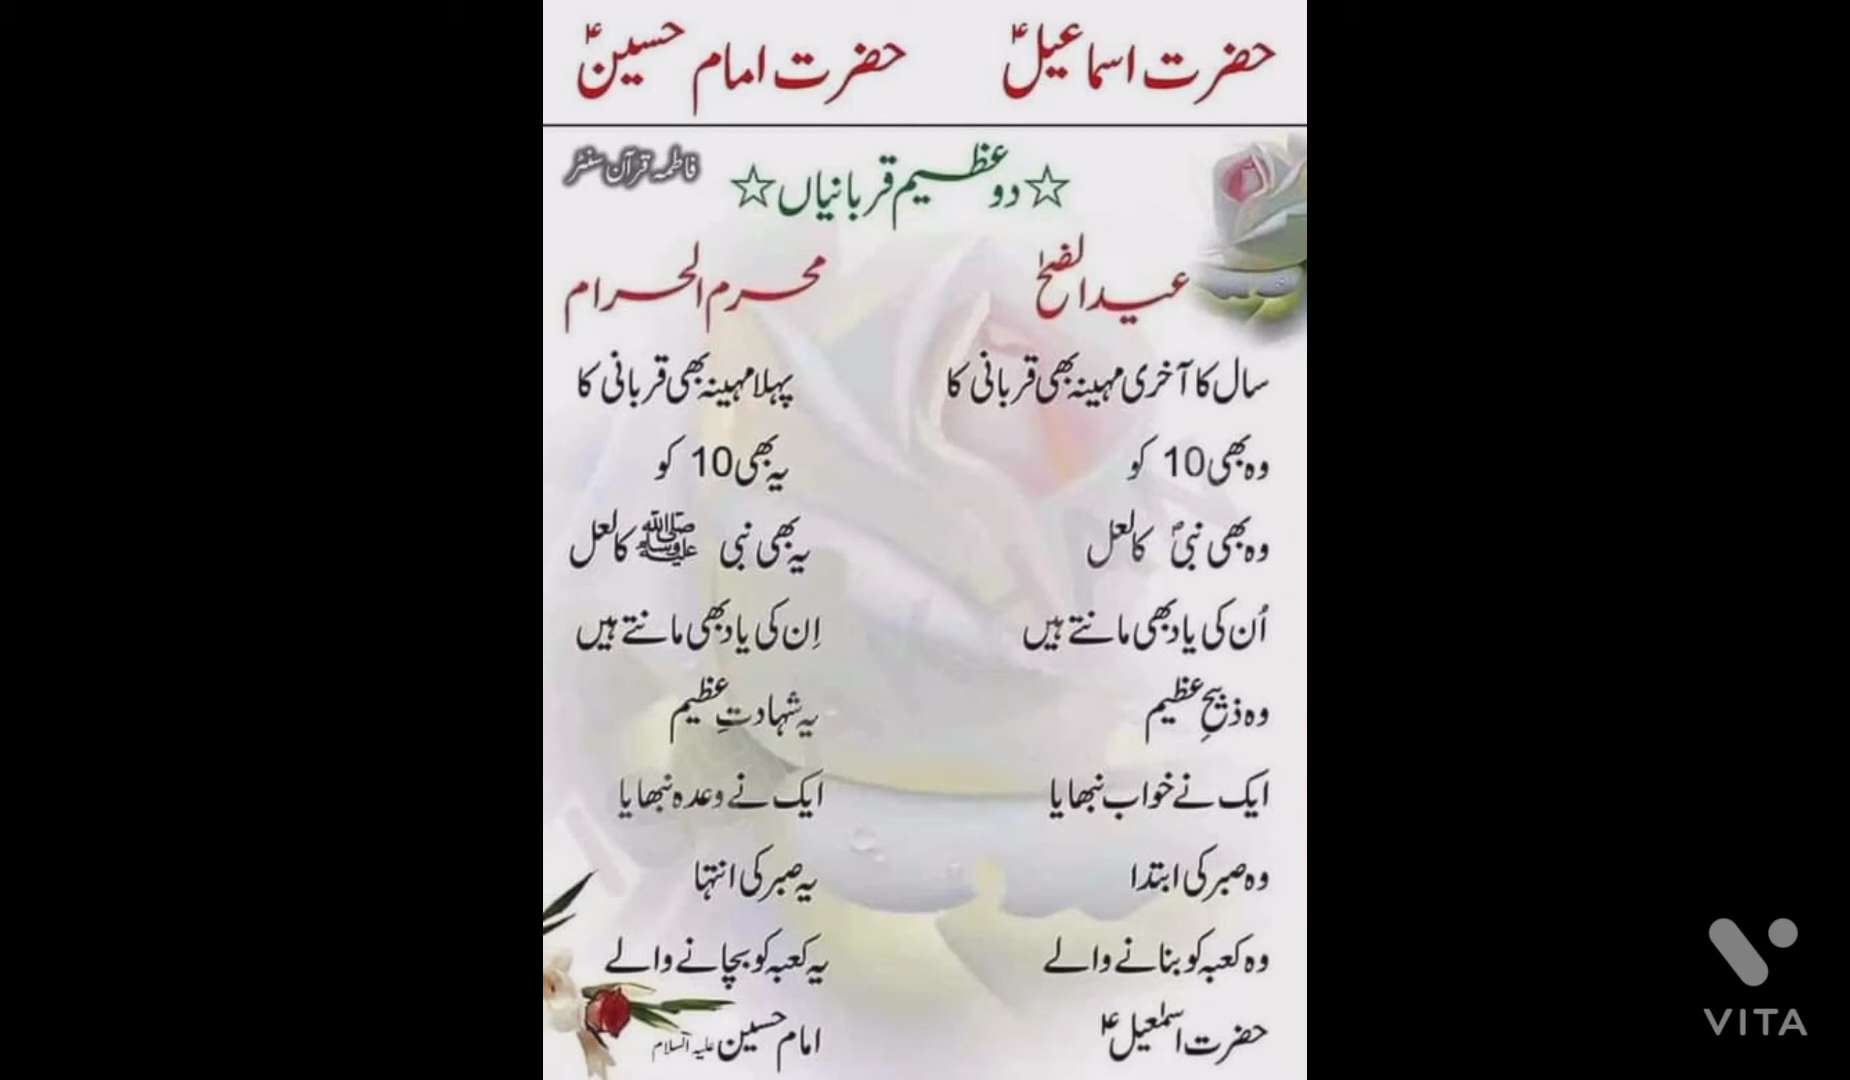 حضرت اسماعیلؑ حضرت امام حسینؑ
فاطمہ قرآن سنٹر
☆دو عظیم قربانیاں☆
عیدالضحیٰ محرم الحرام
سال کا آخری مہینہ بھی قربانی کا پہلا مہینہ بھی قربانی کا
وہ بھی 10 کو یہ بھی 10 کو
وہ بھی نبیؑ کا لعل یہ بھی نبی ﷺ کا لعل
اُن کی یاد بھی مانتے ہیں اِن کی یاد بھی مانتے ہیں
وہ ذبیحِ عظیم یہ شہادتِ عظیم
ایک نے خواب نبھایا ایک نے وعدہ نبھایا
وہ صبر کی ابتدا یہ صبر کی انتہا
وہ کعبہ کو بنانے والے یہ کعبہ کو بچانے والے
حضرت اسمٰعیلؑ امام حسین علیہ السلام
VITA